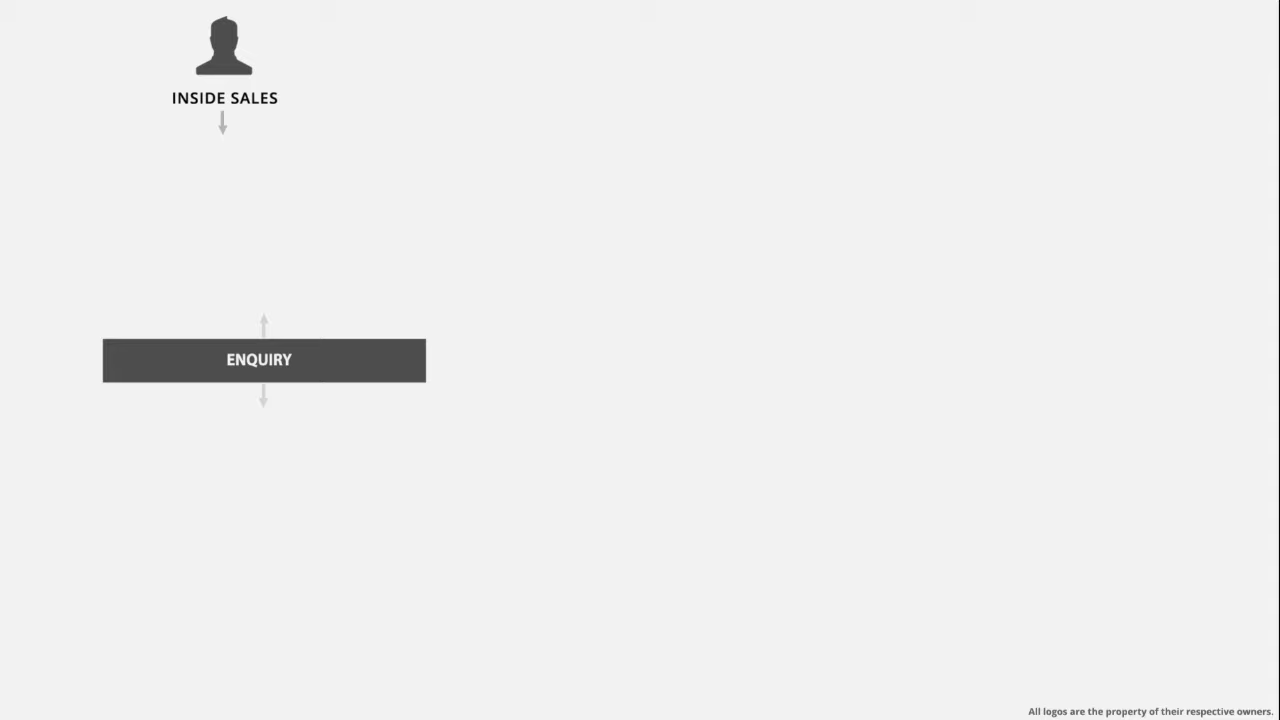 INSIDE SALES
ENQUIRY
All logos are the property of their respective owners.